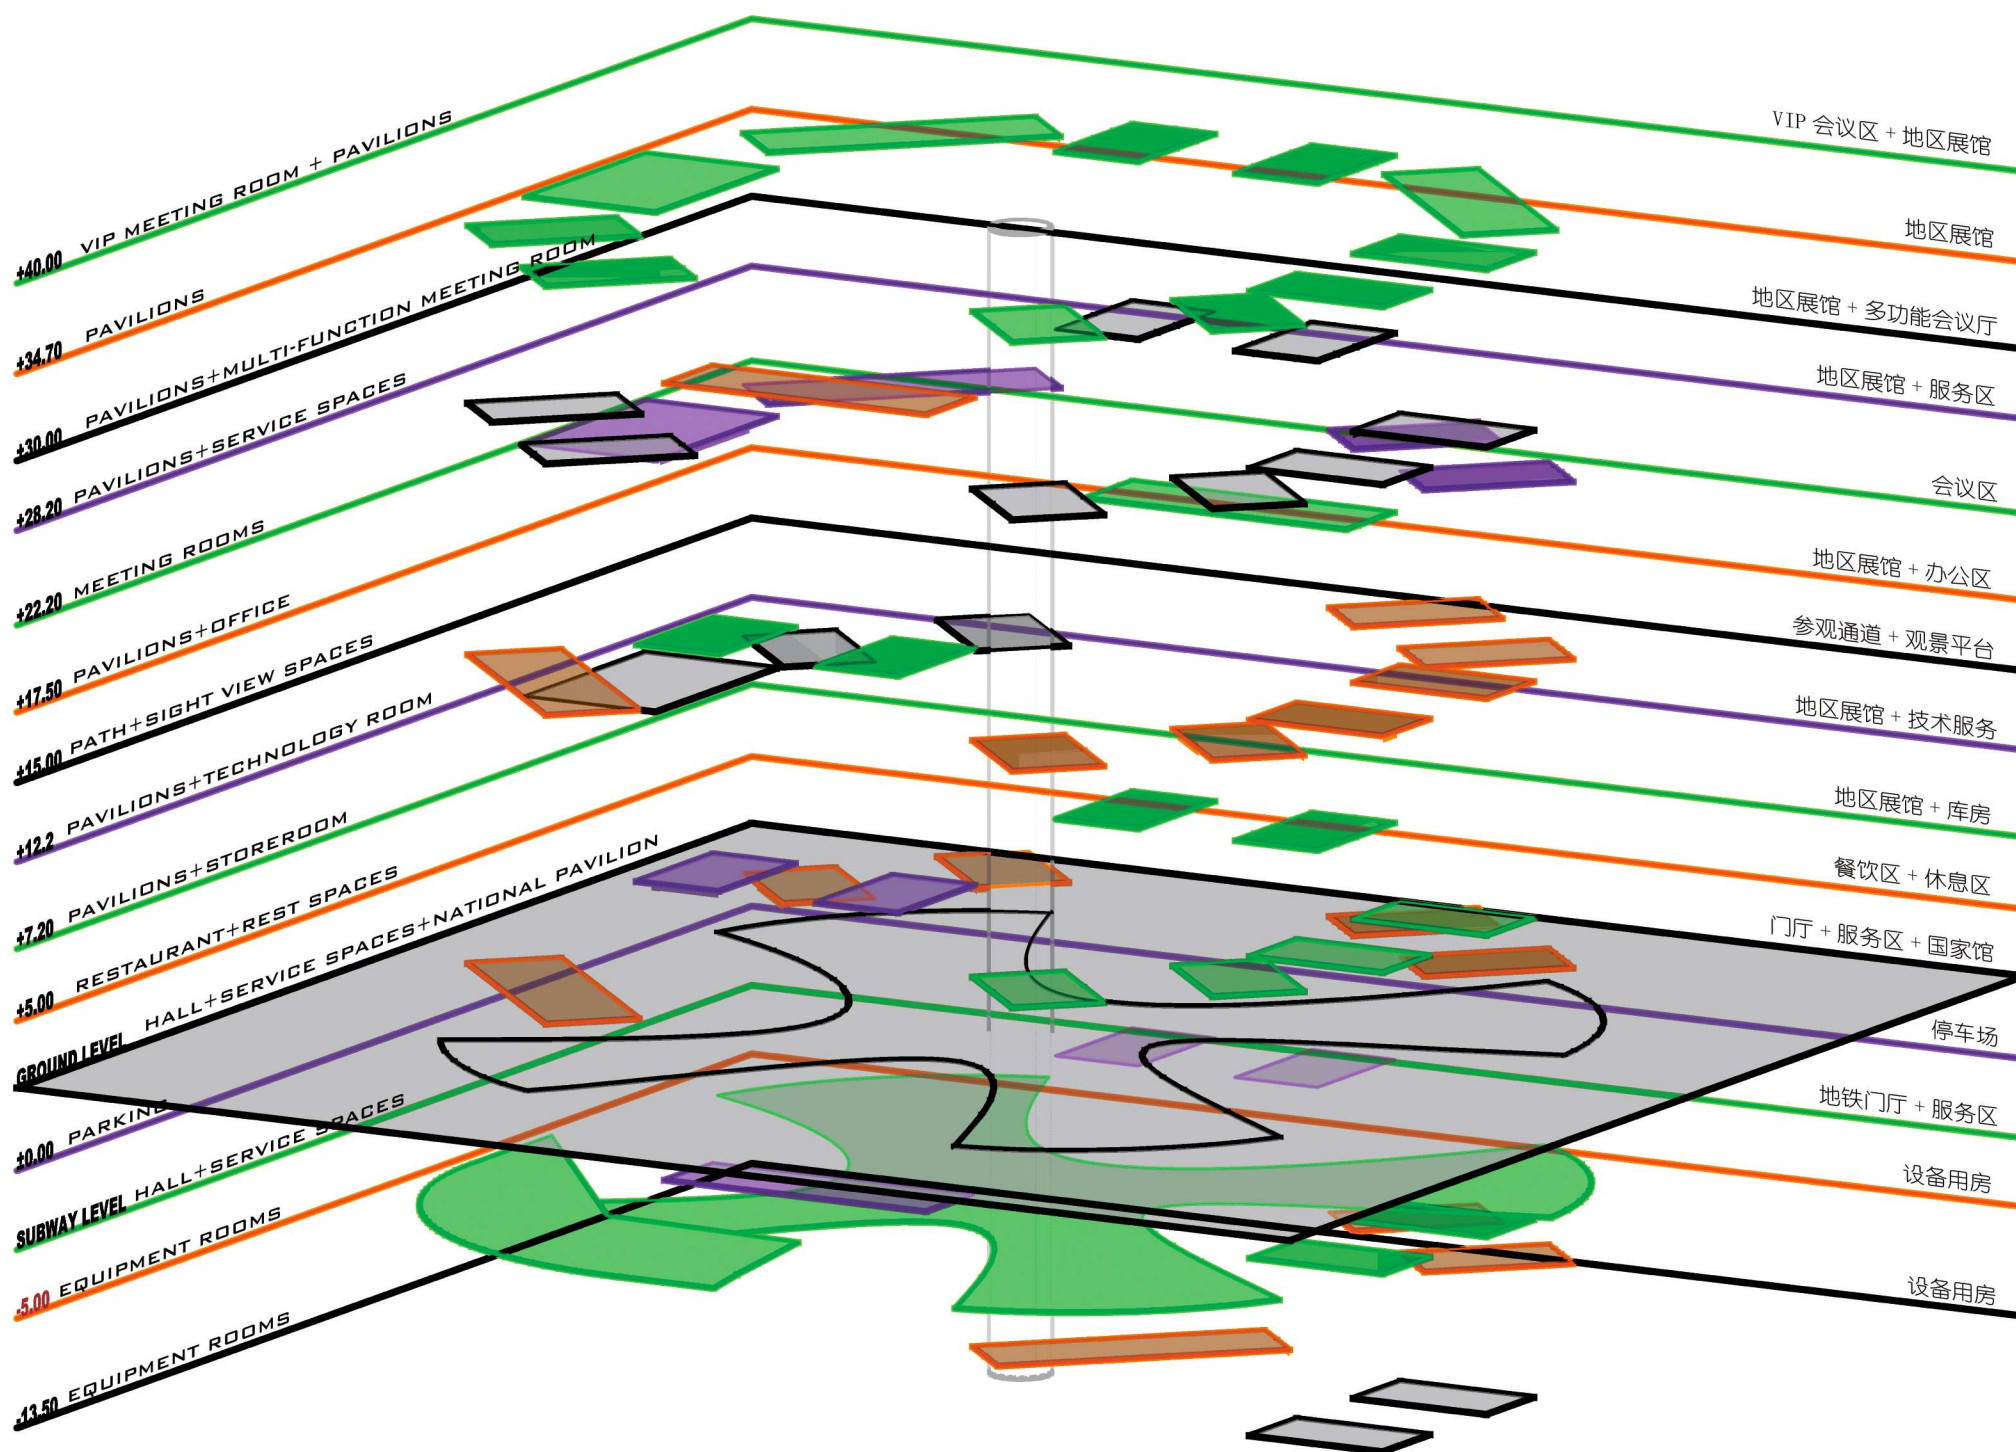 +40.00 VIP MEETING ROOM + PAVILIONS
VIP 会议区 + 地区展馆
+34.70 PAVILIONS
地区展馆
+30.00 PAVILIONS+MULTI-FUNCTION MEETING ROOM
地区展馆 + 多功能会议厅
+28.20 PAVILIONS+SERVICE SPACES
地区展馆 + 服务区
+22.20 MEETING ROOMS
会议区
+17.50 PAVILIONS+OFFICE
地区展馆 + 办公区
+15.00 PATH+SIGHT VIEW SPACES
参观通道 + 观景平台
+12.2 PAVILIONS+TECHNOLOGY ROOM
地区展馆 + 技术服务
+7.20 PAVILIONS+STOREROOM
地区展馆 + 库房
+5.00 RESTAURANT+REST SPACES
餐饮区 + 休息区
GROUND LEVEL HALL+SERVICE SPACES+NATIONAL PAVILION
门厅 + 服务区 + 国家馆
±0.00 PARKING
停车场
SUBWAY LEVEL HALL+SERVICE SPACES
地铁门厅 + 服务区
-5.00 EQUIPMENT ROOMS
设备用房
-13.50 EQUIPMENT ROOMS
设备用房